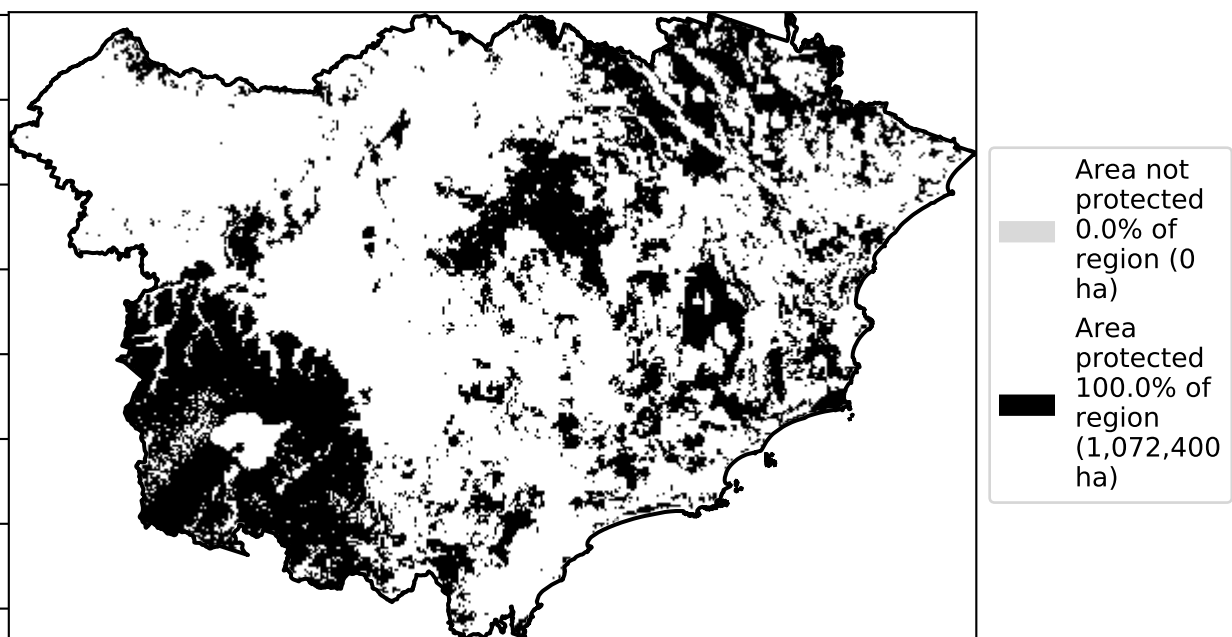 Area not
protected
0.0% of
region (0
ha)
Area
protected
100.0% of
region
(1,072,400
ha)